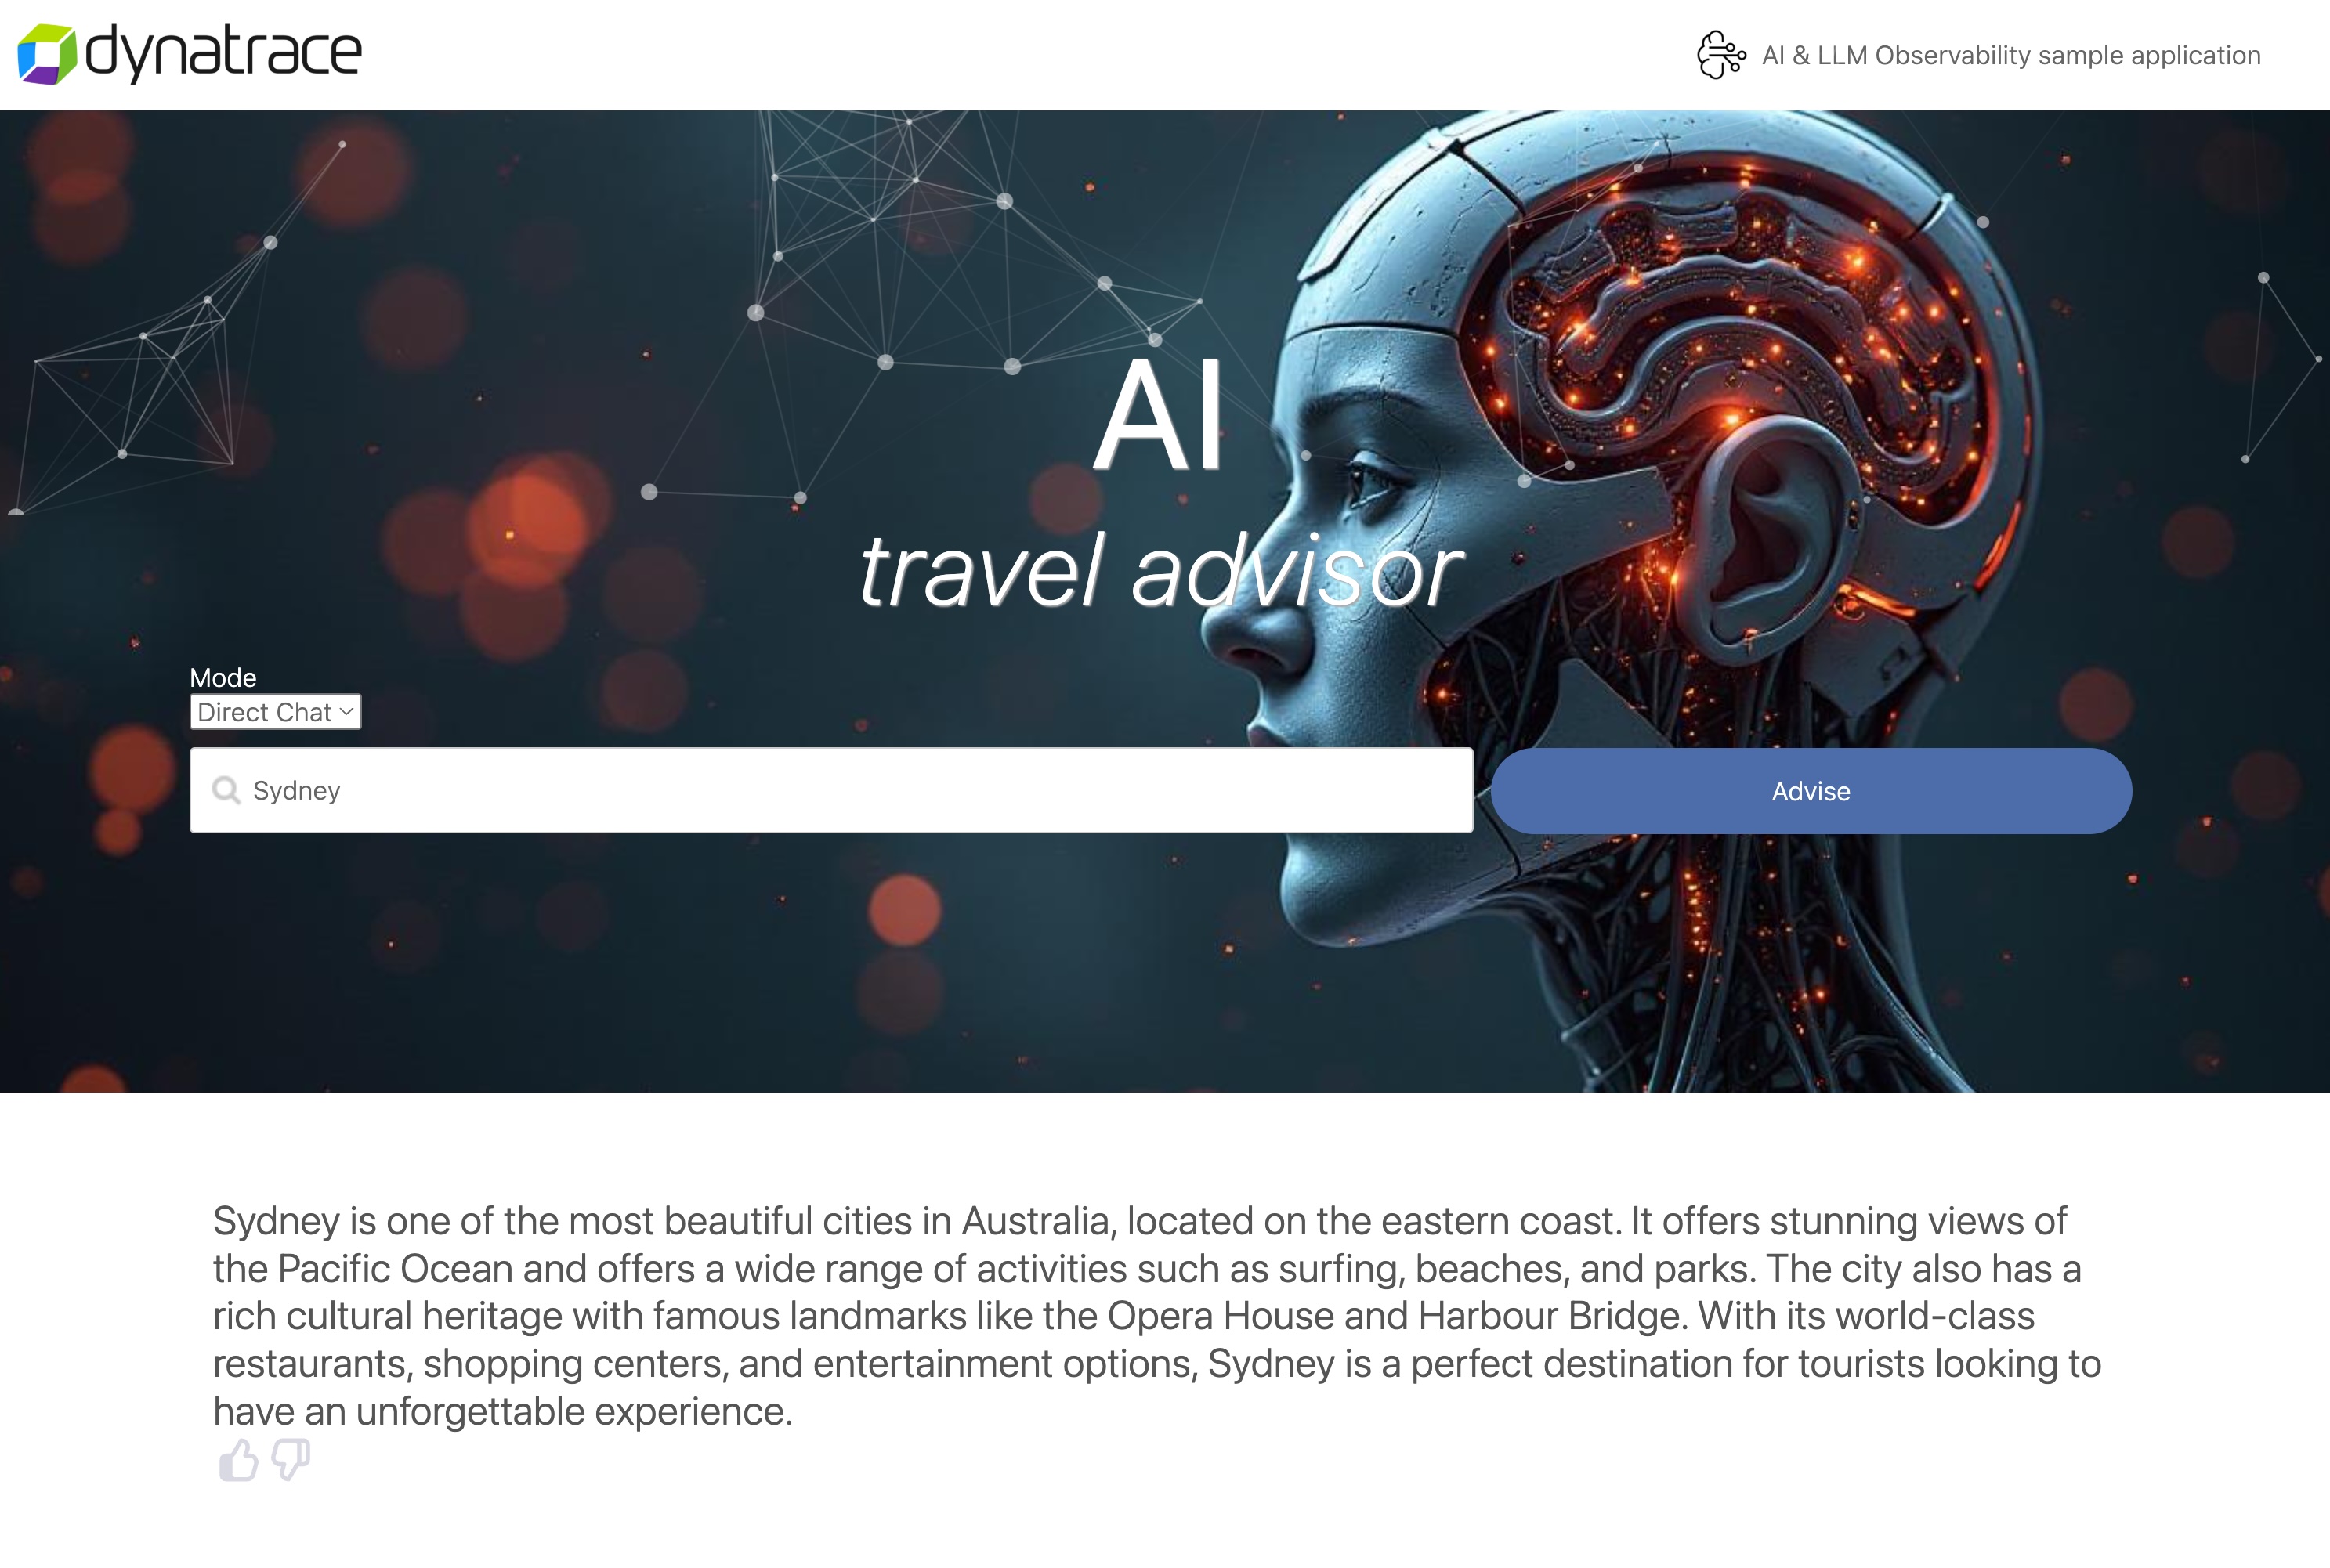 dynatrace
AI & LLM Observability sample application
AI
travel advisor
Mode
Direct Chat
Sydney
Advise
Sydney is one of the most beautiful cities in Australia, located on the eastern coast. It offers stunning views of
the Pacific Ocean and offers a wide range of activities such as surfing, beaches, and parks. The city also has a
rich cultural heritage with famous landmarks like the Opera House and Harbour Bridge. With its world-class
restaurants, shopping centers, and entertainment options, Sydney is a perfect destination for tourists looking to
have an unforgettable experience.